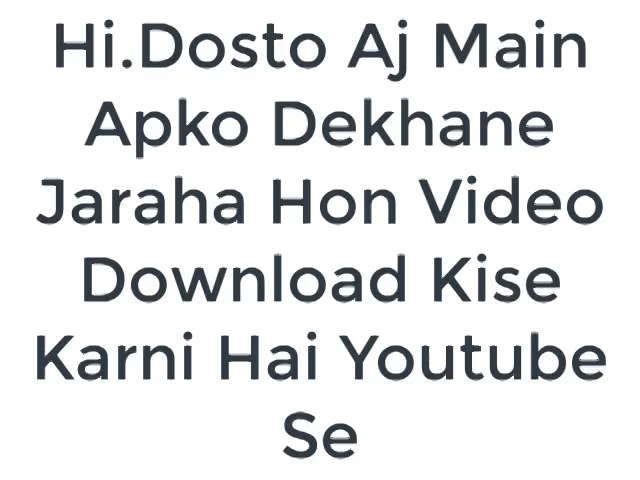 Hi.Dosto Aj Main
Apko Dekhane
Jaraha Hon Video
Download Kise
Karni Hai Youtube
Se